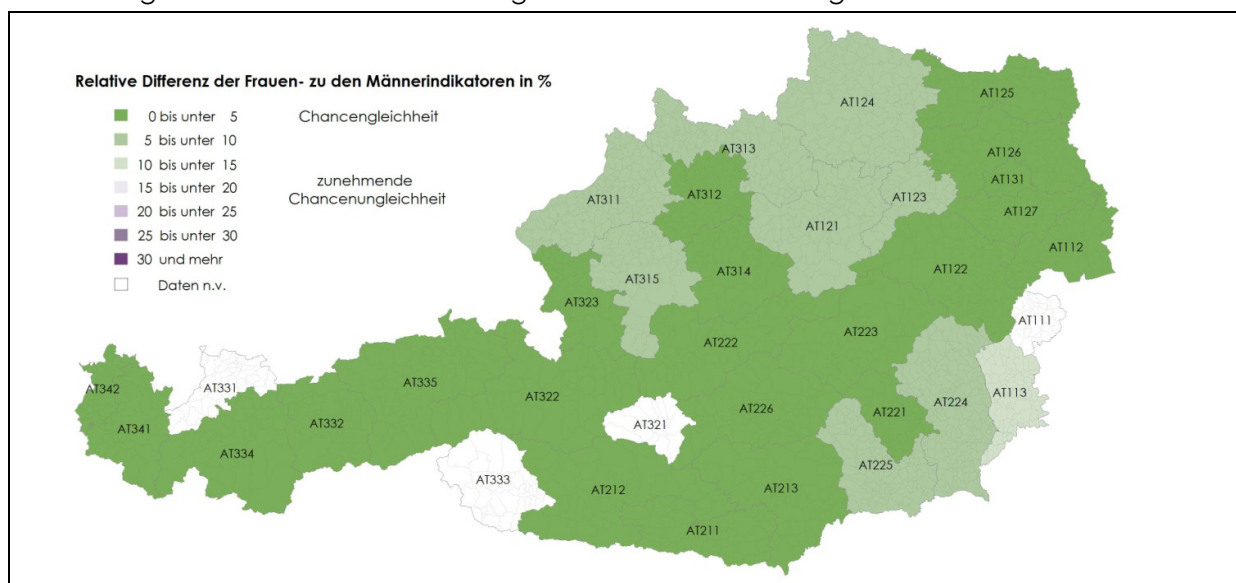 Relative Differenz der Frauen- zu den Männerindikatoren in %
0 bis unter 5 Chancengleichheit
5 bis unter 10
10 bis unter 15
15 bis unter 20 zunehmende
20 bis unter 25 Chancenungleichheit
25 bis unter 30
30 und mehr
Daten n.v.
AT124
AT125
AT313
AT126
AT312
AT131
AT311
AT123
AT127
AT121
AT112
AT122
AT314
AT315
AT323
AT111
AT223
AT222
AT335
AT342
AT331
AT322
AT113
AT224
AT226
AT221
AT332
AT321
AT341
AT334
AT225
AT333
AT212
AT213
AT211